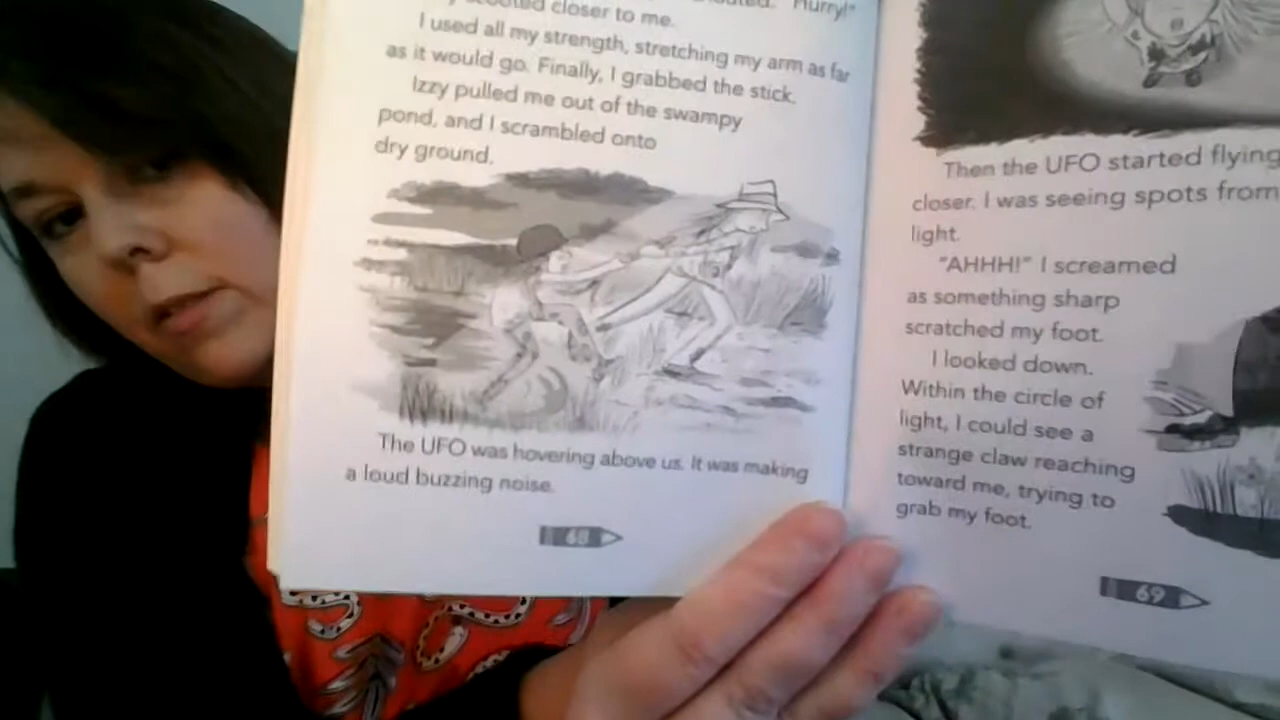 Hurry!"
closer to me.
I used all my strength, stretching my arm as far
as it would go. Finally, I grabbed the stick.
Izzy pulled me out of the swampy
pond, and I scrambled onto
dry ground.
The UFO was hovering above us. It was making
a loud buzzing noise.
68
Then the UFO started flying
closer. I was seeing spots from
light.
"AHHH!" I screamed
as something sharp
scratched my foot.
I looked down.
Within the circle of
light, I could see a
strange claw reaching
toward me, trying to
grab my foot.
69